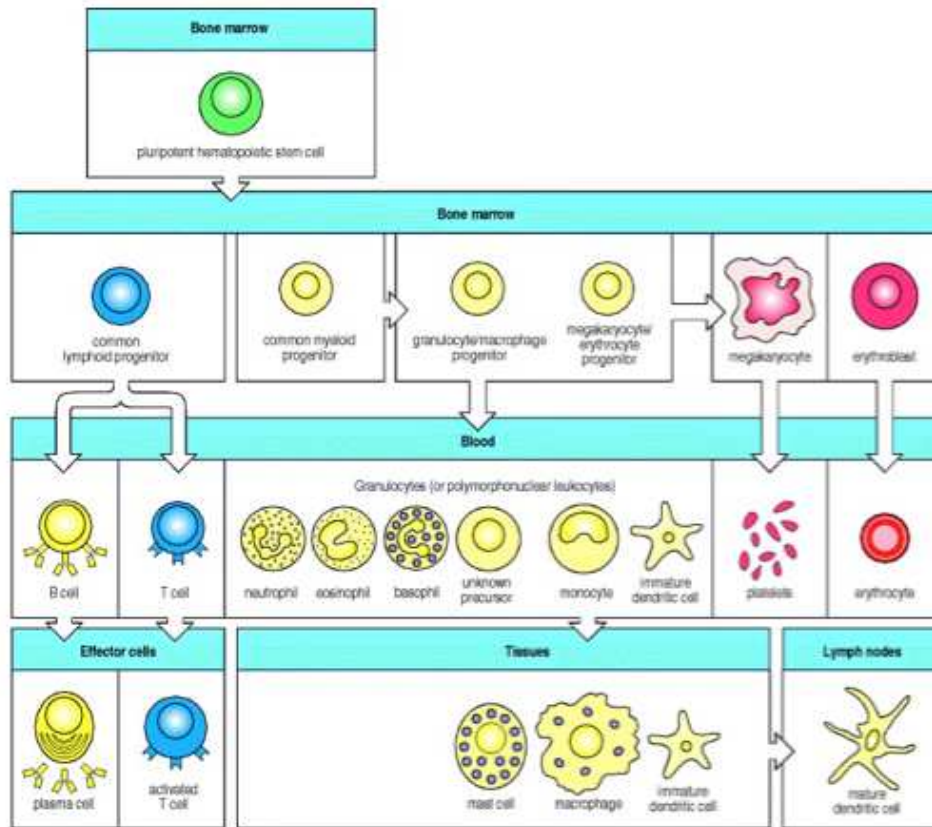 Bone marrow
pluripotent hematopoietic stem cell
Bone marrow
common
lymphoid progenitor
common myeloid
progenitor
granulocyte/macrophage
progenitor
megakaryocyte/
erythrocyte
progenitor
megakaryocyte
erythroblast
Blood
Granulocytes (or polymorphonuclear leukocytes)
B cell
T cell
neutrophil
eosinophil
basophil
unknown
precursor
monocyte
immature
dendritic cell
platelets
erythrocyte
Effector cells
Tissues
Lymph nodes
plasma cell
activated
T cell
mast cell
macrophage
immature
dendritic cell
mature
dendritic cell